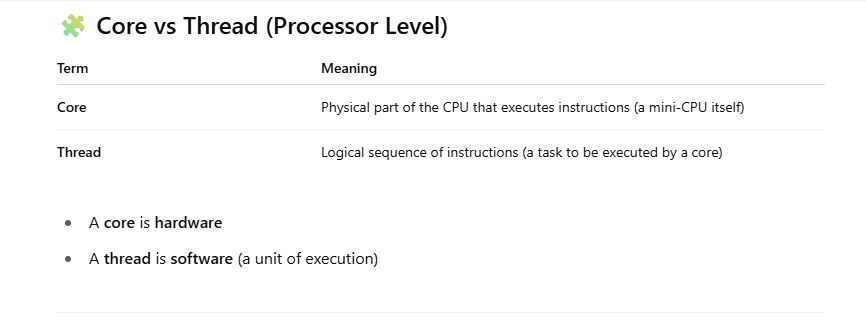 Core vs Thread (Processor Level)
Term Meaning
Core Physical part of the CPU that executes instructions (a mini-CPU itself)
Thread Logical sequence of instructions (a task to be executed by a core)
• A core is hardware
• A thread is software (a unit of execution)